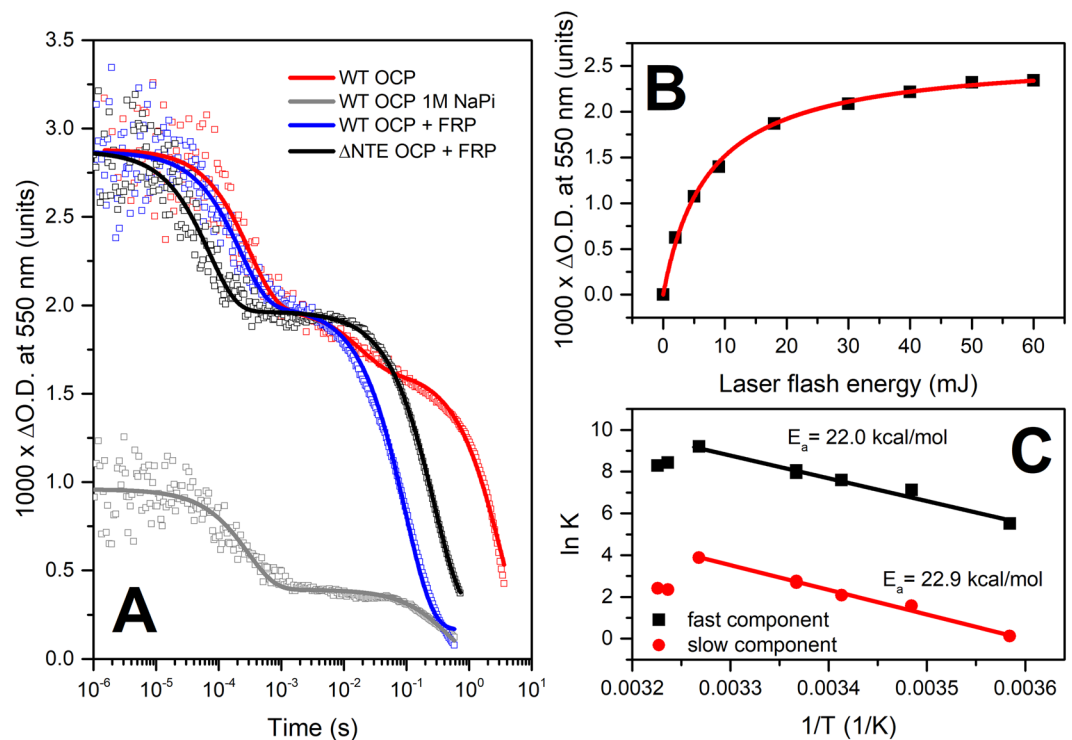 3.5
3.0
2.5
2.0
1.5
1.0
0.5
0.0
1000 x ΔO.D. at 550 nm (units)
WT OCP
WT OCP 1M NaPi
WT OCP + FRP
ΔNTE OCP + FRP
A
10⁻⁶ 10⁻⁵ 10⁻⁴ 10⁻³ 10⁻² 10⁻¹ 10⁰ 10¹
Time (s)
B
2.5
2.0
1.5
1.0
0.5
0.0
1000 x ΔO.D. at 550 nm (units)
0 10 20 30 40 50 60
Laser flash energy (mJ)
C
10
8
6
4
2
0
ln K
Eₐ= 22.0 kcal/mol
Eₐ= 22.9 kcal/mol
fast component
slow component
0.0032 0.0033 0.0034 0.0035 0.0036
1/T (1/K)